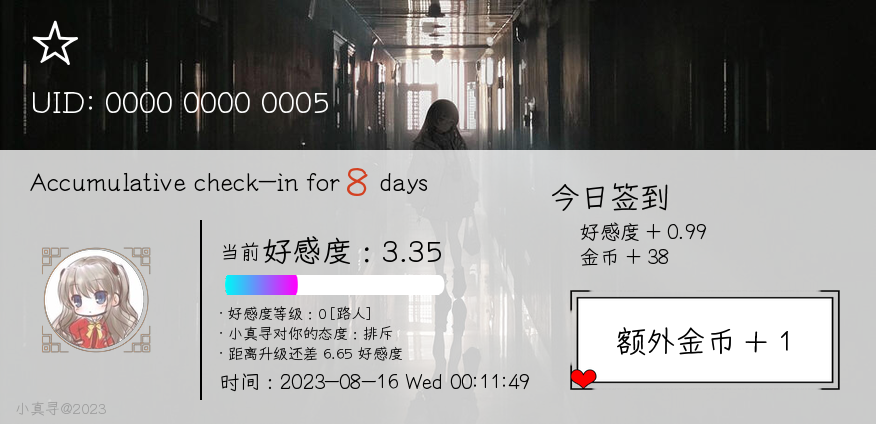 UID: 0000 0000 0005
Accumulative check-in for 8 days
当前好感度：3.35
·好感度等级：0[路人]
·小真寻对你的态度：排斥
·距离升级还差 6.65 好感度
时间：2023-08-16 Wed 00:11:49
今日签到
好感度 + 0.99
金币 + 38
额外金币 + 1
小真寻@2023